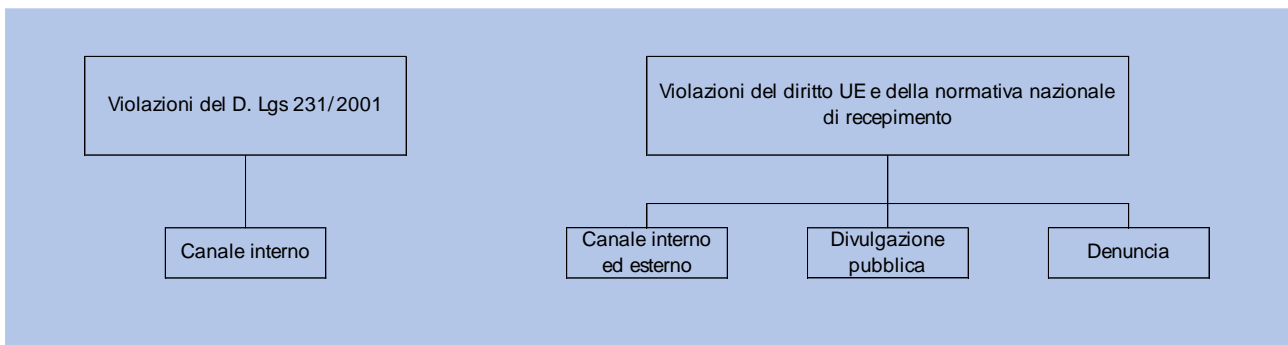 Violazioni del D. Lgs 231/2001
Violazioni del diritto UE e della normativa nazionale
di recepimento
Canale interno
Canale interno
ed esterno
Divulgazione
pubblica
Denuncia